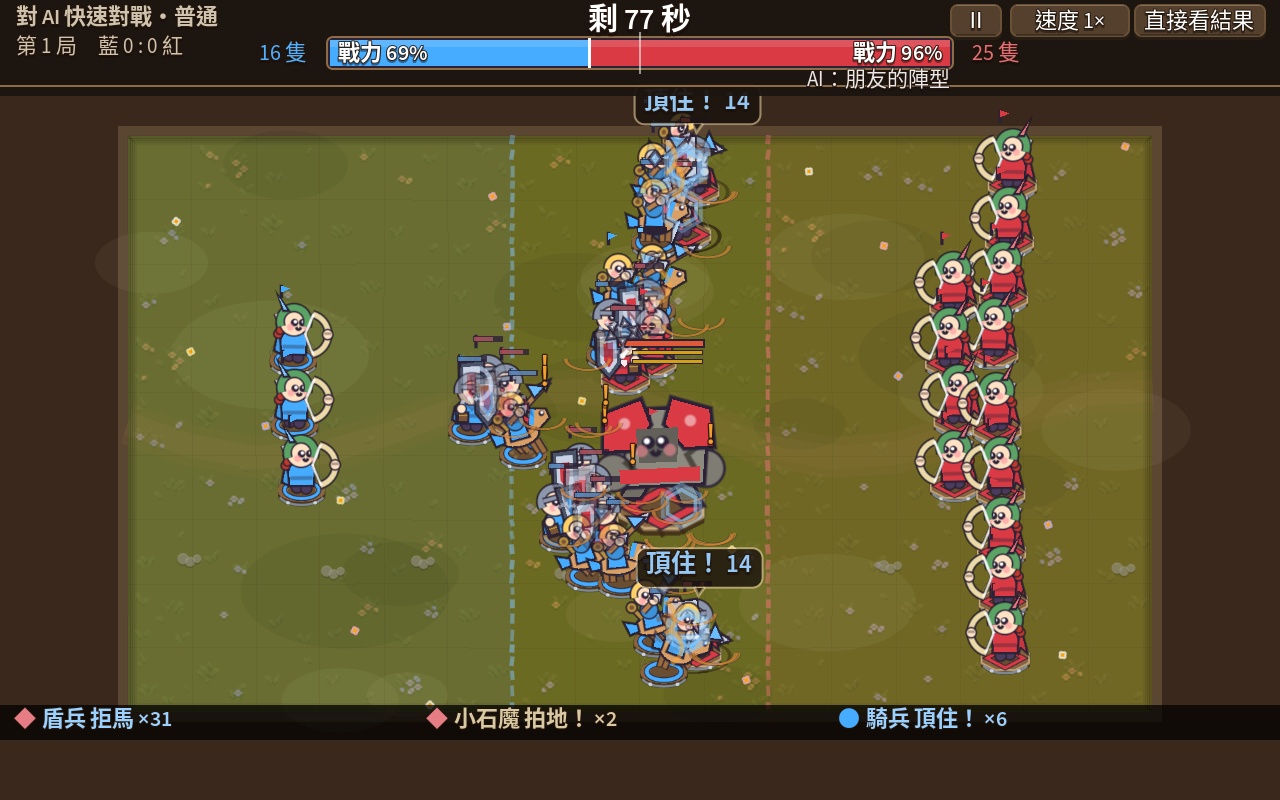 對 AI 快速對戰・普通
第 1 局　藍 0 : 0 紅
剩 77 秒
II
速度 1×
直接看結果
16 隻
戰力 69%
戰力 96%
25 隻
AI：朋友的陣型
頂住！ 14
頂住！ 14
盾兵 拒馬 ×31
小石魔 拍地！ ×2
騎兵 頂住！ ×6